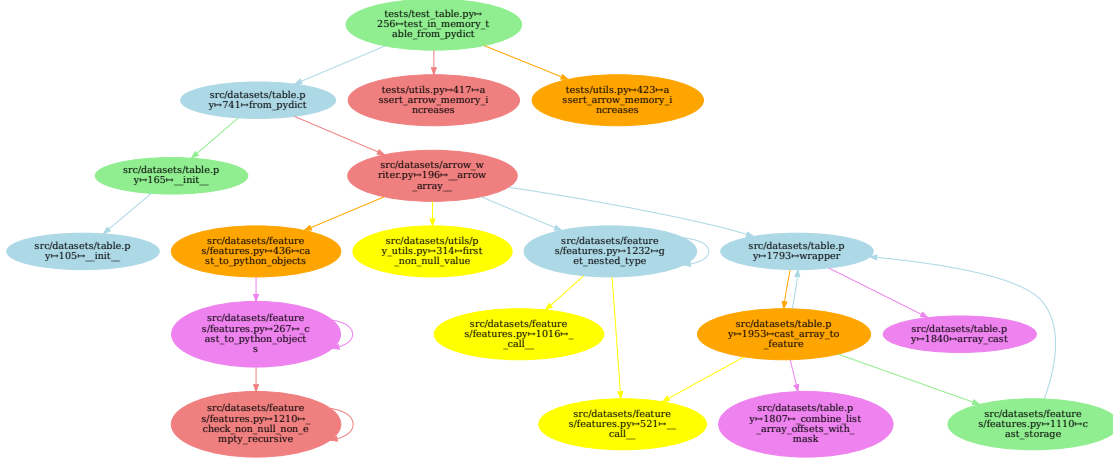 tests/test_table.py↦
256↦test_in_memory_t
able_from_pydict
src/datasets/table.p
y↦741↦from_pydict
tests/utils.py↦417↦a
ssert_arrow_memory_i
ncreases
tests/utils.py↦423↦a
ssert_arrow_memory_i
ncreases
src/datasets/table.p
y↦165↦__init__
src/datasets/arrow_w
riter.py↦196↦__arrow
_array__
src/datasets/table.p
y↦105↦__init__
src/datasets/feature
s/features.py↦436↦ca
st_to_python_objects
src/datasets/utils/p
y_utils.py↦314↦first
_non_null_value
src/datasets/feature
s/features.py↦1232↦g
et_nested_type
src/datasets/table.p
y↦1793↦wrapper
src/datasets/feature
s/features.py↦267↦_c
ast_to_python_object
s
src/datasets/feature
s/features.py↦1016↦_
_call__
src/datasets/table.p
y↦1953↦cast_array_to
_feature
src/datasets/table.p
y↦1840↦array_cast
src/datasets/feature
s/features.py↦1210↦_
check_non_null_non_e
mpty_recursive
src/datasets/feature
s/features.py↦521↦__
call__
src/datasets/table.p
y↦1807↦_combine_list
_array_offsets_with_
mask
src/datasets/feature
s/features.py↦1110↦c
ast_storage